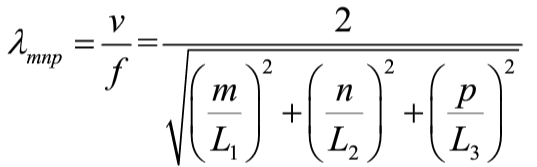 λ_mnp = v/f = 2/√((m/L₁)² + (n/L₂)² + (p/L₃)²)